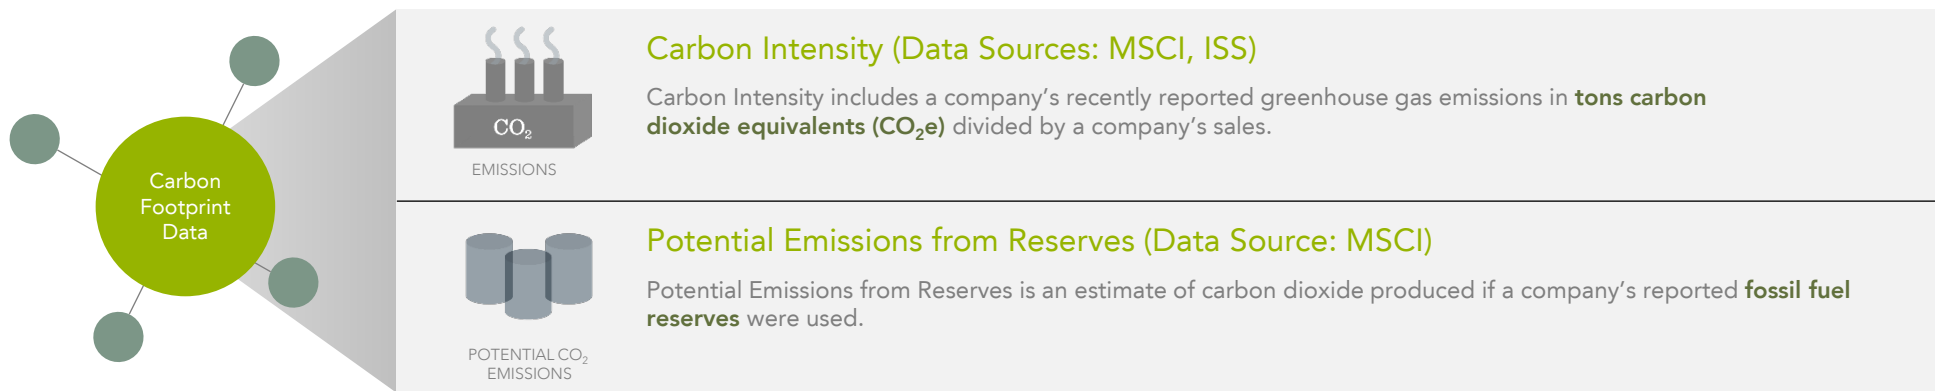 Carbon
Footprint
Data
CO₂
EMISSIONS
Carbon Intensity (Data Sources: MSCI, ISS)
Carbon Intensity includes a company’s recently reported greenhouse gas emissions in tons carbon
dioxide equivalents (CO₂e) divided by a company’s sales.
POTENTIAL CO₂
EMISSIONS
Potential Emissions from Reserves (Data Source: MSCI)
Potential Emissions from Reserves is an estimate of carbon dioxide produced if a company’s reported fossil fuel
reserves were used.